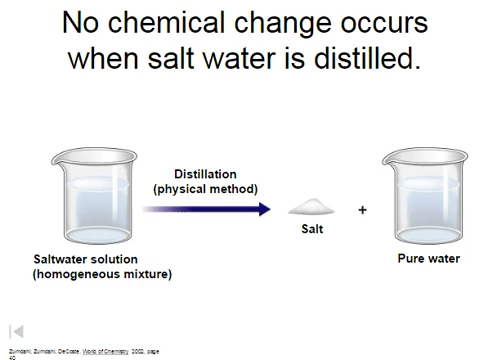 No chemical change occurs
when salt water is distilled.
Distillation
(physical method)
Salt
+
Pure water
Saltwater solution
(homogeneous mixture)
Zumdahl, Zumdahl, DeCoste, World of Chemistry 2002, page
40